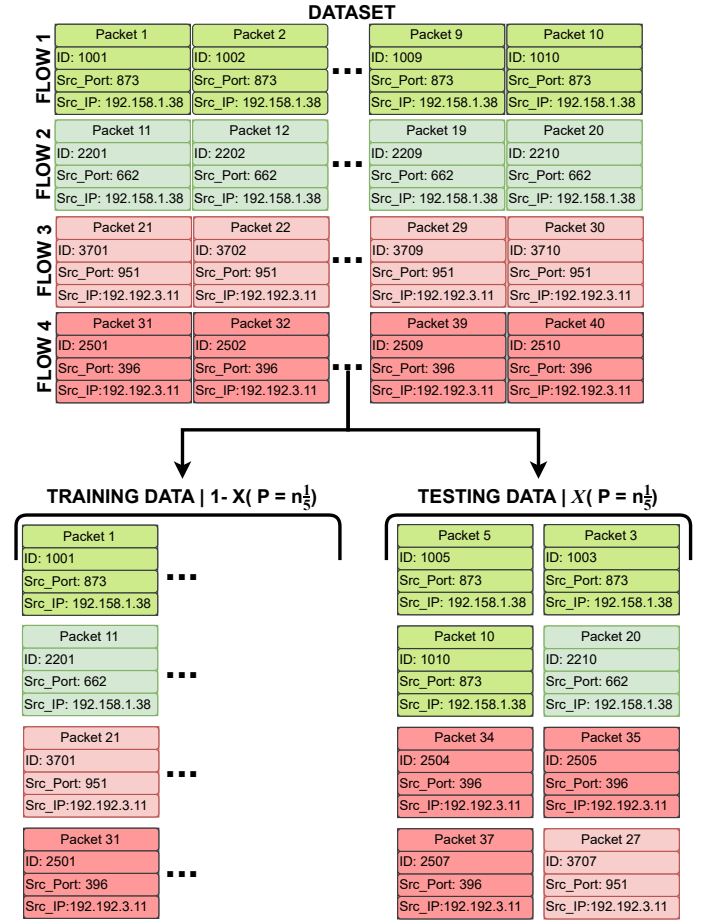 DATASET
FLOW 1
Packet 1
Packet 2
Packet 9
Packet 10
ID: 1001
ID: 1002
...
ID: 1009
ID: 1010
Src_Port: 873
Src_Port: 873
Src_Port: 873
Src_Port: 873
Src_IP: 192.158.1.38
Src_IP: 192.158.1.38
Src_IP: 192.158.1.38
Src_IP: 192.158.1.38
FLOW 2
Packet 11
Packet 12
Packet 19
Packet 20
ID: 2201
ID: 2202
...
ID: 2209
ID: 2210
Src_Port: 662
Src_Port: 662
Src_Port: 662
Src_Port: 662
Src_IP: 192.158.1.38
Src_IP: 192.158.1.38
Src_IP: 192.158.1.38
Src_IP: 192.158.1.38
FLOW 3
Packet 21
Packet 22
Packet 29
Packet 30
ID: 3701
ID: 3702
...
ID: 3709
ID: 3710
Src_Port: 951
Src_Port: 951
Src_Port: 951
Src_Port: 951
Src_IP:192.192.3.11
Src_IP:192.192.3.11
Src_IP:192.192.3.11
Src_IP:192.192.3.11
FLOW 4
Packet 31
Packet 32
Packet 39
Packet 40
ID: 2501
ID: 2502
...
ID: 2509
ID: 2510
Src_Port: 396
Src_Port: 396
Src_Port: 396
Src_Port: 396
Src_IP:192.192.3.11
Src_IP:192.192.3.11
Src_IP:192.192.3.11
Src_IP:192.192.3.11
TRAINING DATA | 1- X( P = n1/5)
Packet 1
ID: 1001
...
Src_Port: 873
Src_IP: 192.158.1.38
Packet 11
ID: 2201
...
Src_Port: 662
Src_IP: 192.158.1.38
Packet 21
ID: 3701
...
Src_Port: 951
Src_IP:192.192.3.11
Packet 31
ID: 2501
...
Src_Port: 396
Src_IP:192.192.3.11
TESTING DATA | X( P = n1/5)
Packet 5
Packet 3
ID: 1005
ID: 1003
Src_Port: 873
Src_Port: 873
Src_IP: 192.158.1.38
Src_IP: 192.158.1.38
Packet 10
Packet 20
ID: 1010
ID: 2210
Src_Port: 873
Src_Port: 662
Src_IP: 192.158.1.38
Src_IP: 192.158.1.38
Packet 34
Packet 35
ID: 2504
ID: 2505
Src_Port: 396
Src_Port: 396
Src_IP:192.192.3.11
Src_IP:192.192.3.11
Packet 37
Packet 27
ID: 2507
ID: 3707
Src_Port: 396
Src_Port: 951
Src_IP:192.192.3.11
Src_IP:192.192.3.11